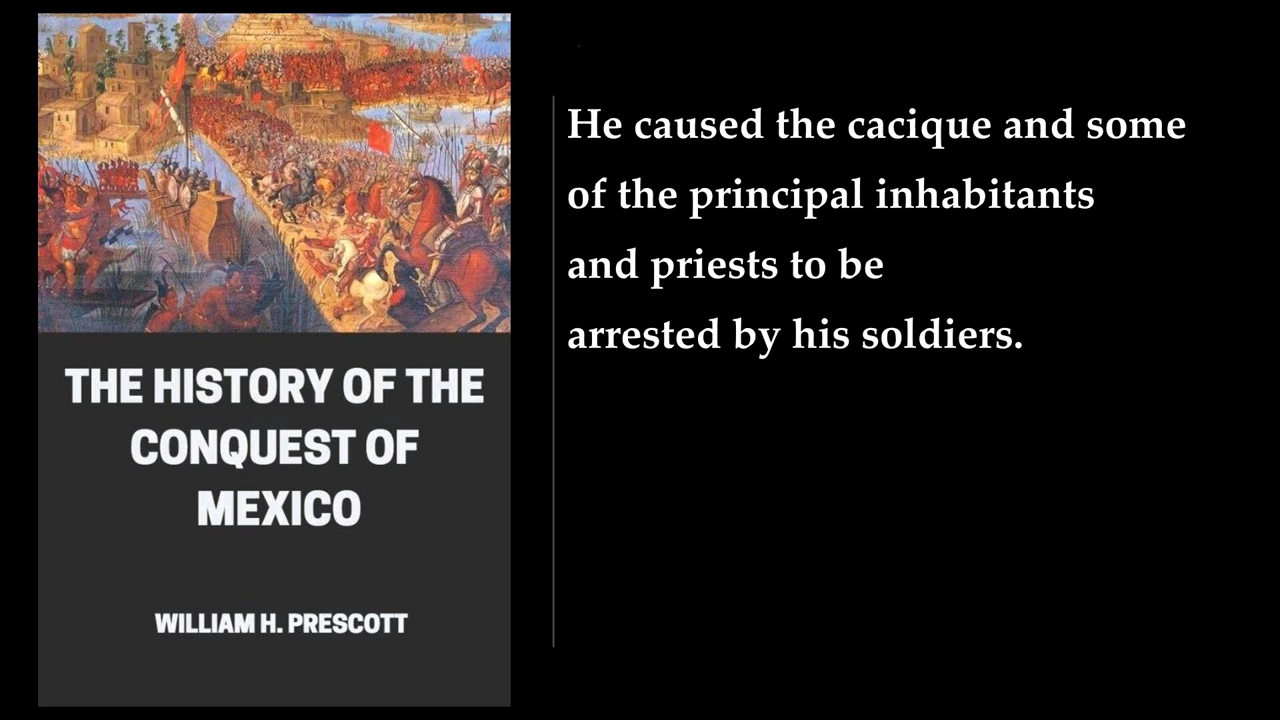 THE HISTORY OF THE
CONQUEST OF
MEXICO
WILLIAM H. PRESCOTT
He caused the cacique and some
of the principal inhabitants
and priests to be
arrested by his soldiers.